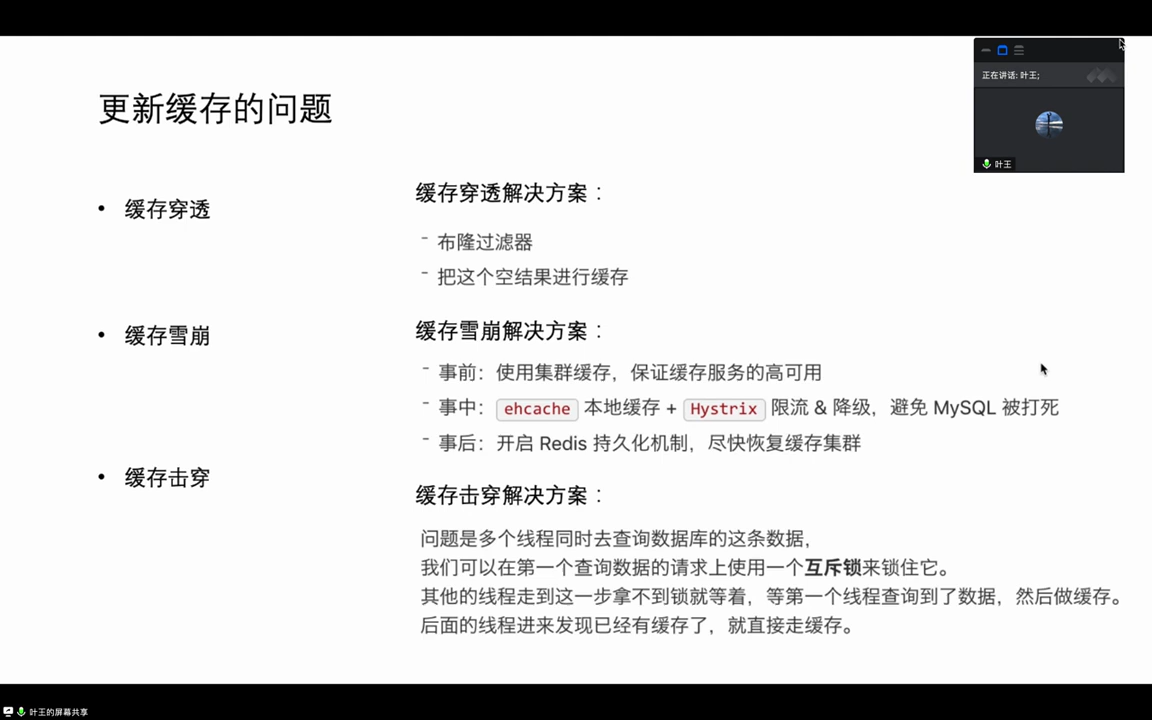 更新缓存的问题
正在讲话: 叶王;
叶王
• 缓存穿透
缓存穿透解决方案：
- 布隆过滤器
- 把这个空结果进行缓存
• 缓存雪崩
缓存雪崩解决方案：
- 事前：使用集群缓存，保证缓存服务的高可用
- 事中： ehcache 本地缓存 + Hystrix 限流 & 降级，避免 MySQL 被打死
- 事后：开启 Redis 持久化机制，尽快恢复缓存集群
• 缓存击穿
缓存击穿解决方案：
问题是多个线程同时去查询数据库的这条数据，
我们可以在第一个查询数据的请求上使用一个互斥锁来锁住它。
其他的线程走到这一步拿不到锁就等着，等第一个线程查询到了数据，然后做缓存。
后面的线程进来发现已经有缓存了，就直接走缓存。
叶王的屏幕共享